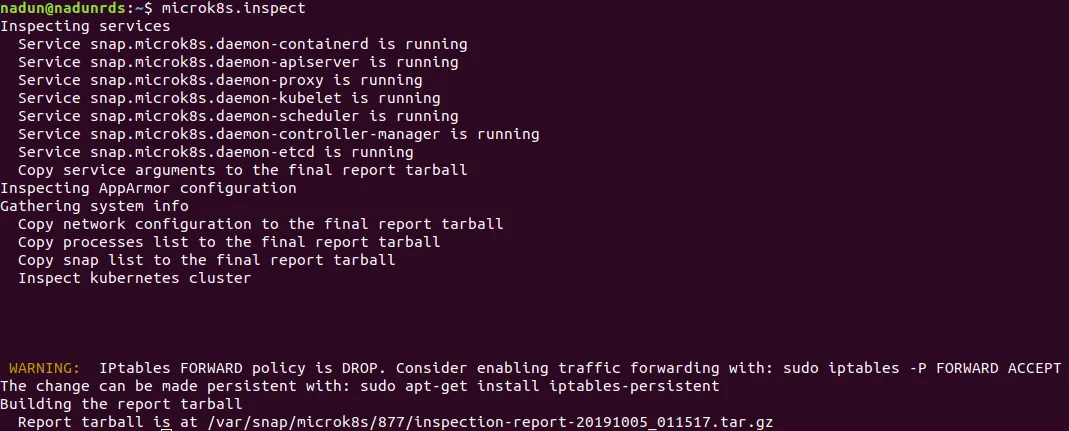 nadun@nadunrds:~$ microk8s.inspect
Inspecting services
  Service snap.microk8s.daemon-containerd is running
  Service snap.microk8s.daemon-apiserver is running
  Service snap.microk8s.daemon-proxy is running
  Service snap.microk8s.daemon-kubelet is running
  Service snap.microk8s.daemon-scheduler is running
  Service snap.microk8s.daemon-controller-manager is running
  Service snap.microk8s.daemon-etcd is running
  Copy service arguments to the final report tarball
Inspecting AppArmor configuration
Gathering system info
  Copy network configuration to the final report tarball
  Copy processes list to the final report tarball
  Copy snap list to the final report tarball
  Inspect kubernetes cluster
 WARNING:  IPtables FORWARD policy is DROP. Consider enabling traffic forwarding with: sudo iptables -P FORWARD ACCEPT
The change can be made persistent with: sudo apt-get install iptables-persistent
Building the report tarball
  Report tarball is at /var/snap/microk8s/877/inspection-report-20191005_011517.tar.gz